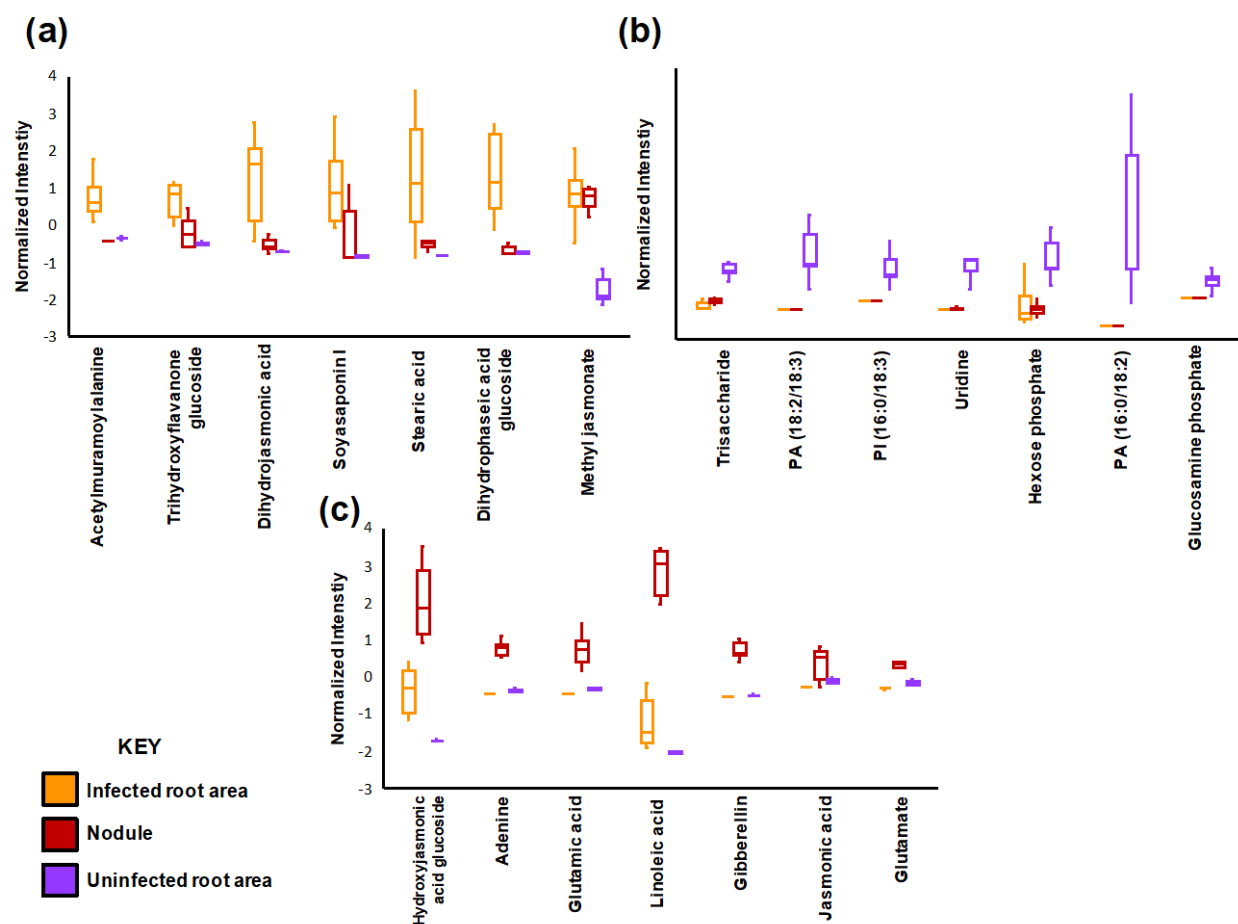 (a)
Normalized Intenstiy
4
3
2
1
0
-1
-2
-3
Acetylmuramoylalanine
Trihydroxyflavanone
glucoside
Dihydrojasmonic acid
Soyasaponin I
Stearic acid
Dihydrophaseic acid
glucoside
Methyl jasmonate
(b)
Normalized Intenstiy
Trisaccharide
PA (18:2/18:3)
PI (16:0/18:3)
Uridine
Hexose phosphate
PA (16:0/18:2)
Glucosamine phosphate
(c)
Normalized Intenstiy
4
3
2
1
0
-1
-2
-3
Hydroxyjasmonic
acid glucoside
Adenine
Glutamic acid
Linoleic acid
Gibberellin
Jasmonic acid
Glutamate
KEY
Infected root area
Nodule
Uninfected root area